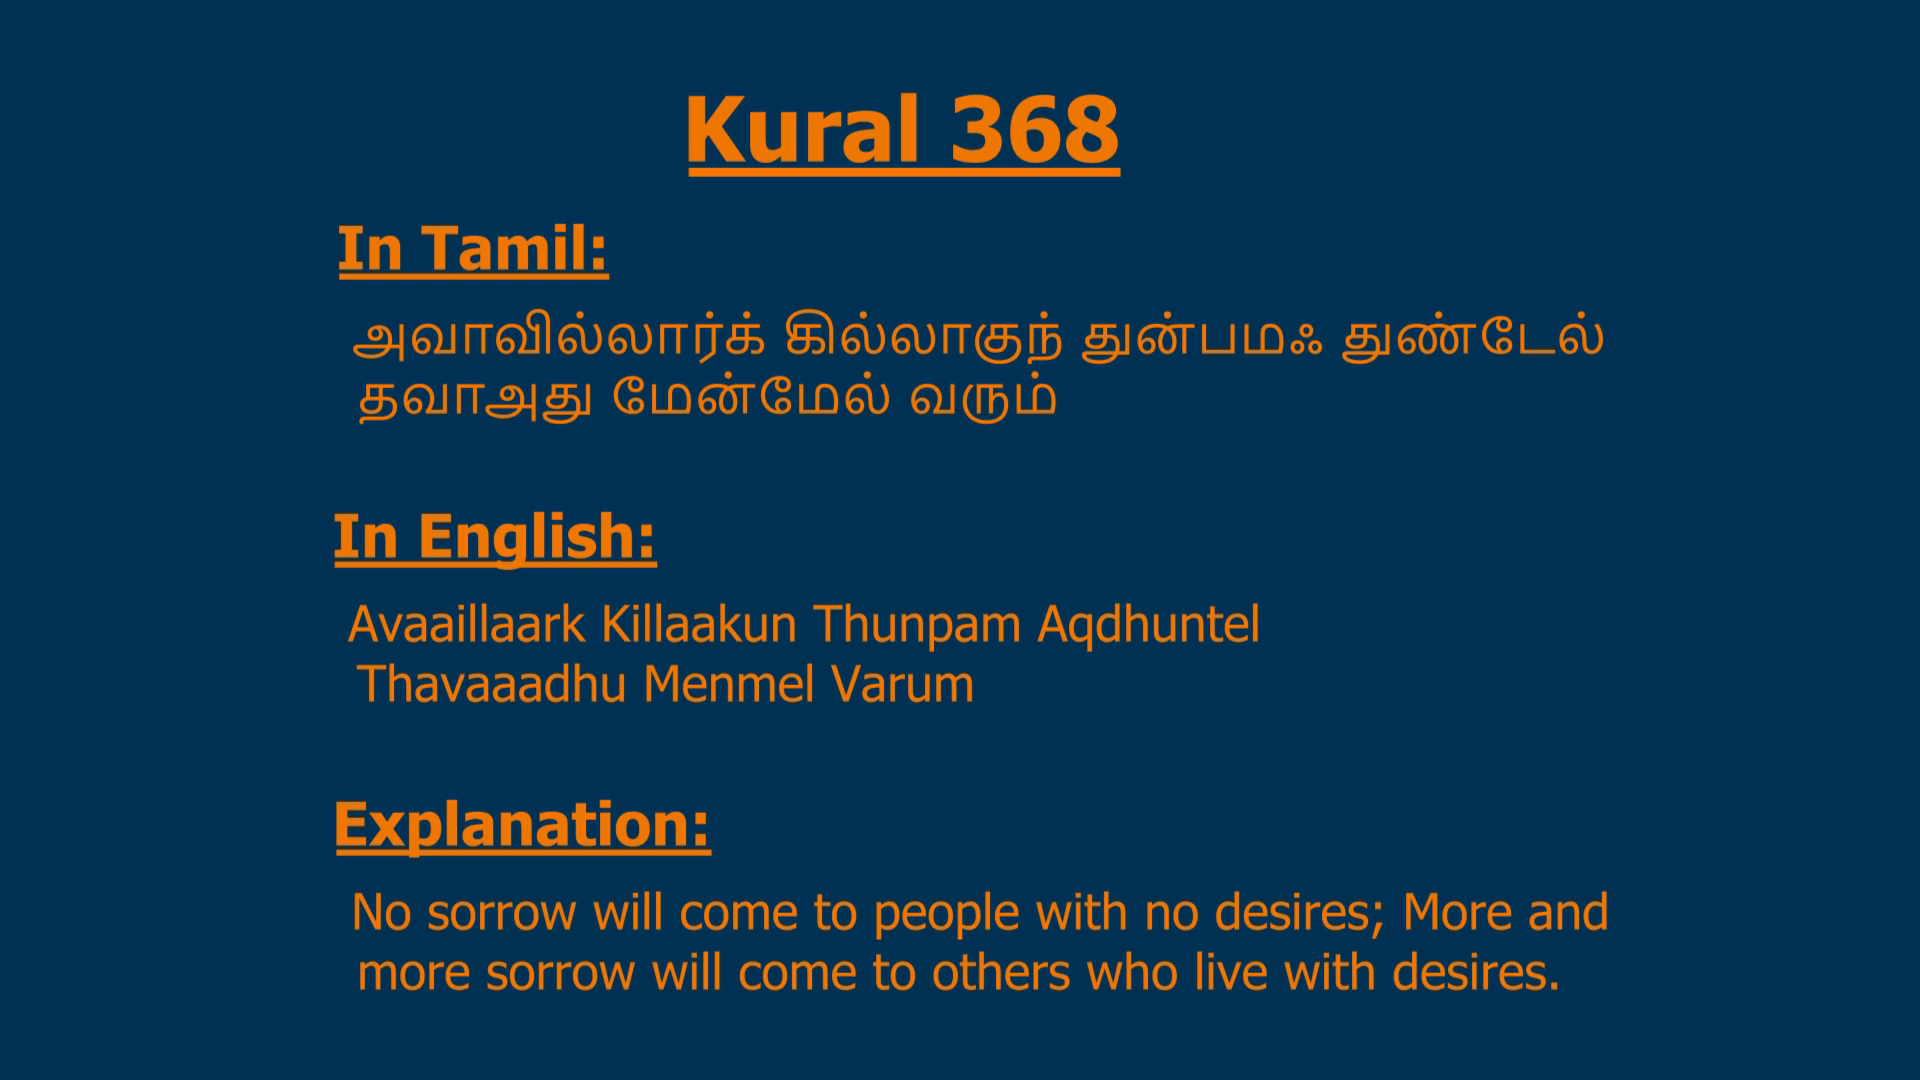 Kural 368
In Tamil:
அவாவில்லார்க் கில்லாகுந் துன்பமஃ துண்டேல்
தவாஅது மேன்மேல் வரும்
In English:
Avaaillaark Killaakun Thunpam Aqdhuntel
Thavaaadhu Menmel Varum
Explanation:
No sorrow will come to people with no desires; More and
more sorrow will come to others who live with desires.